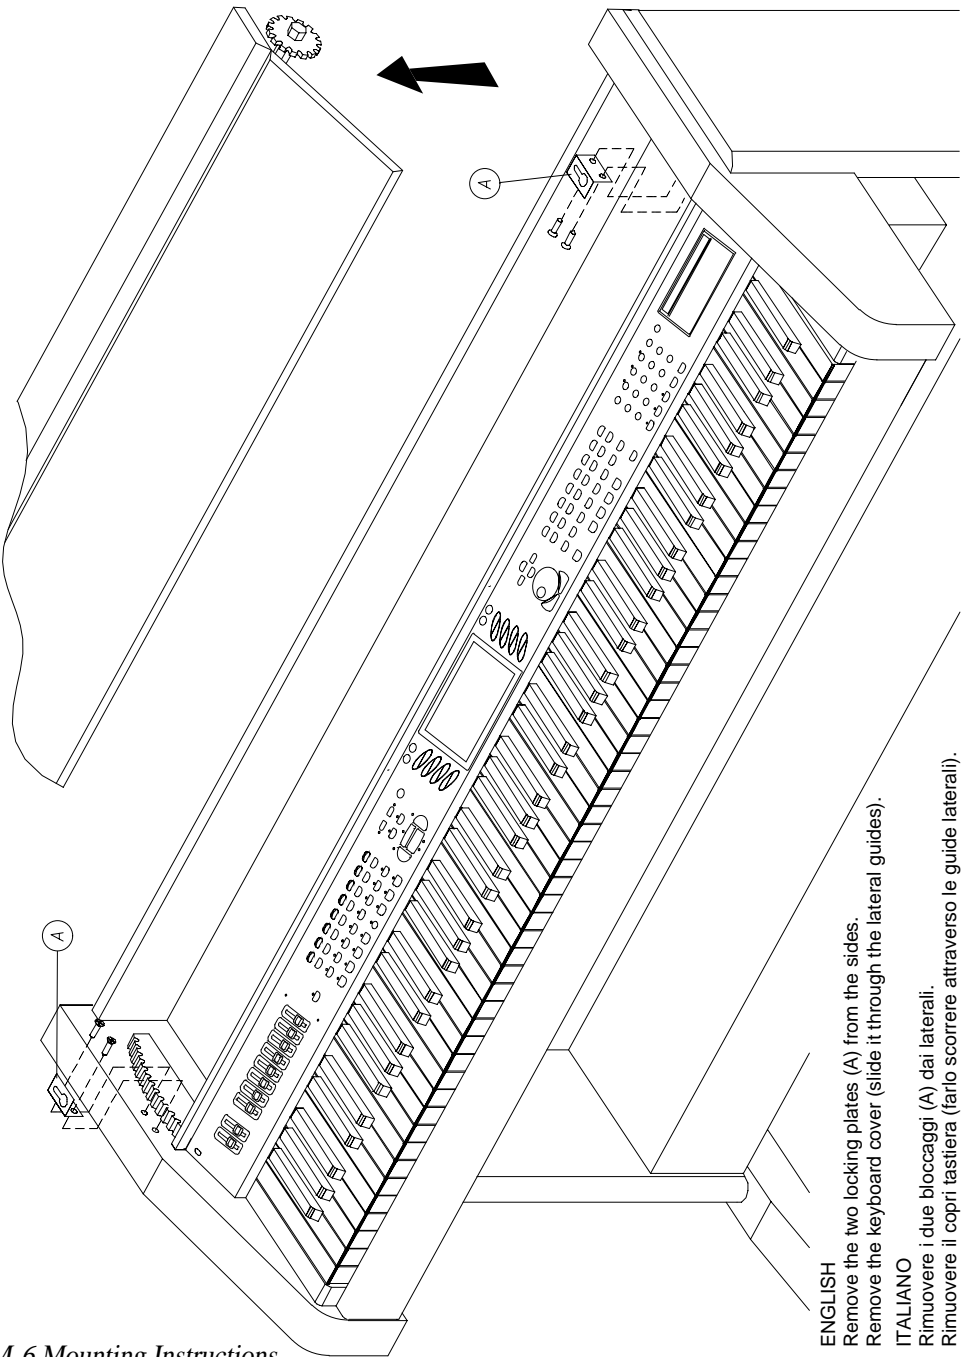 A
A
ENGLISH
Remove the two locking plates (A) from the sides.
Remove the keyboard cover (slide it through the lateral guides).
ITALIANO
Rimuovere i due bloccaggi (A) dai laterali.
Rimuovere il copri tastiera (farlo scorrere attraverso le guide laterali).
4.6 Mounting Instructions